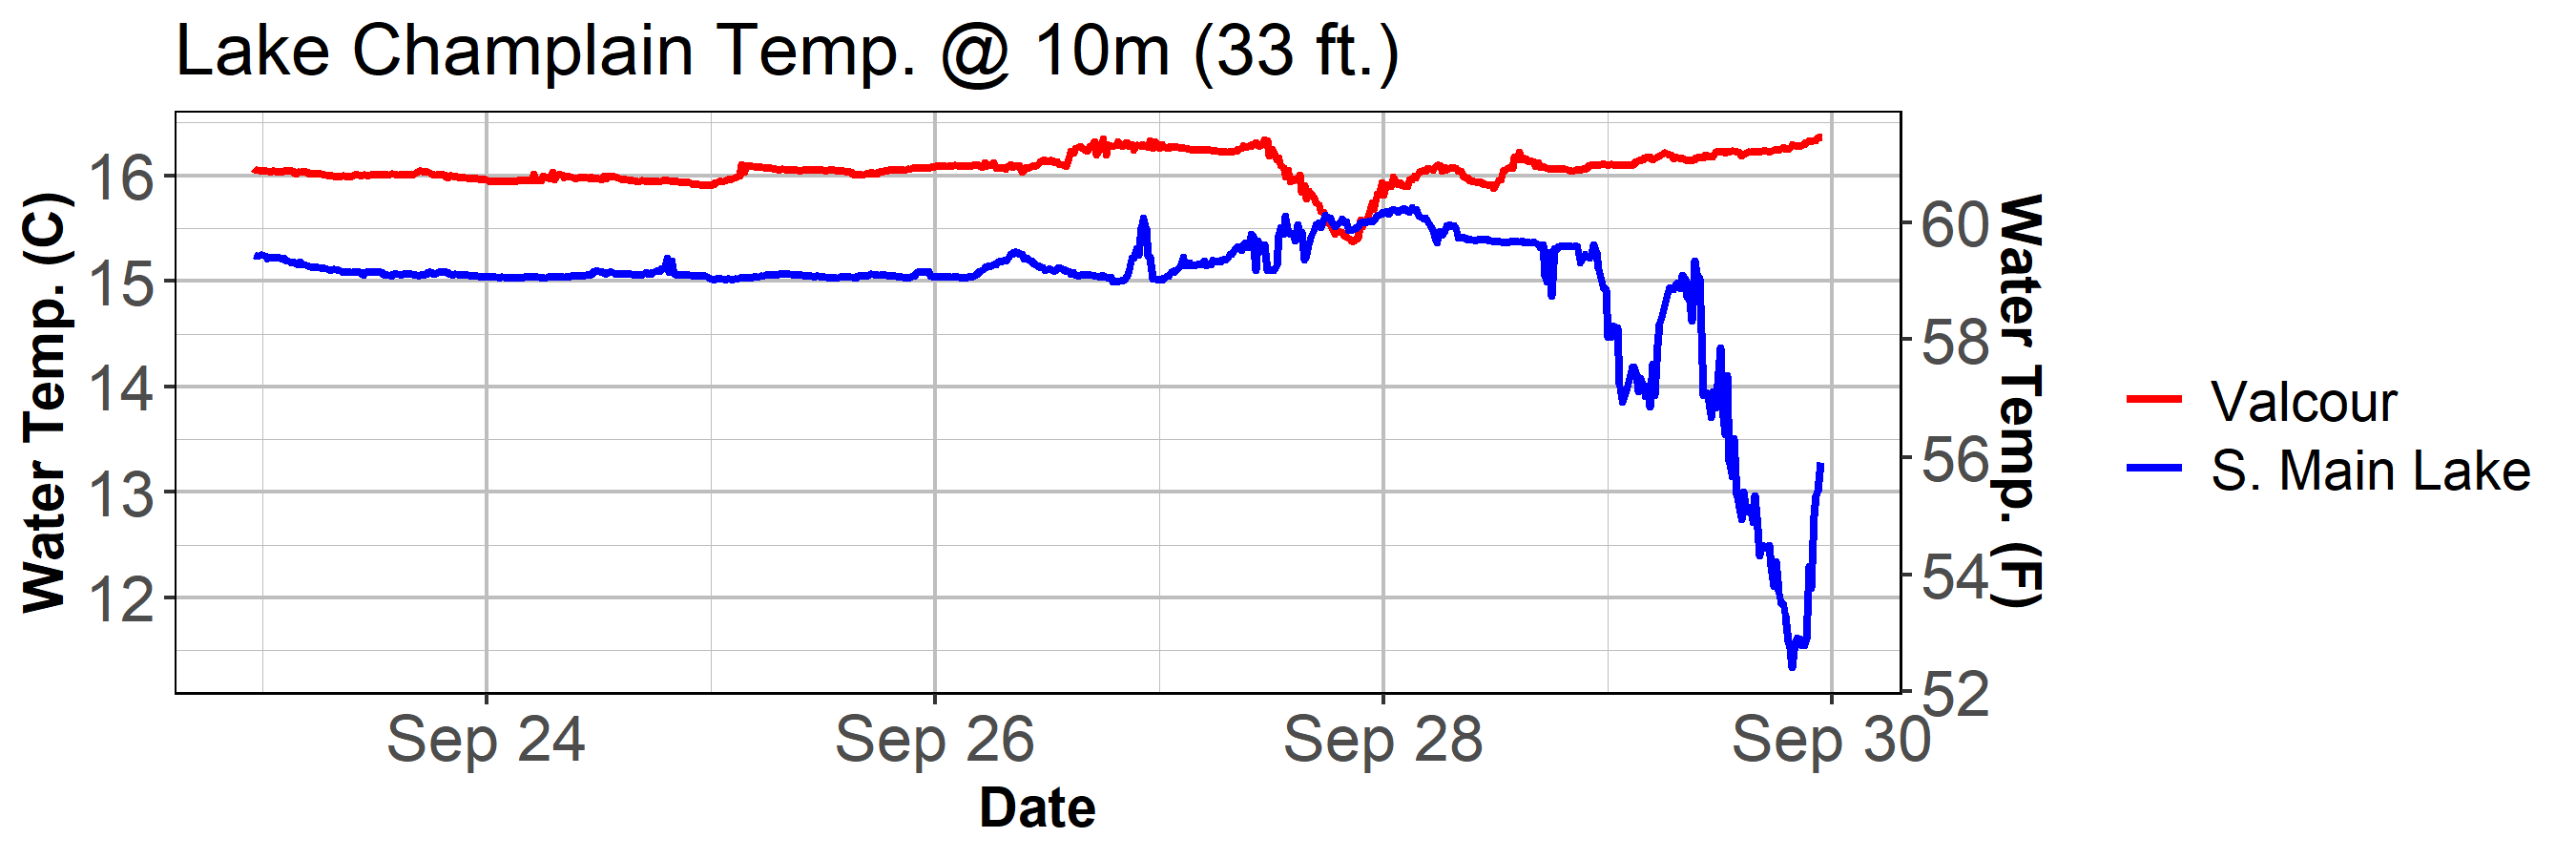 Lake Champlain Temp. @ 10m (33 ft.)
Water Temp. (C)
16
15
14
13
12
60
58
56
54
52
Water Temp. (F)
Sep 24
Sep 26
Sep 28
Sep 30
Date
Valcour
S. Main Lake